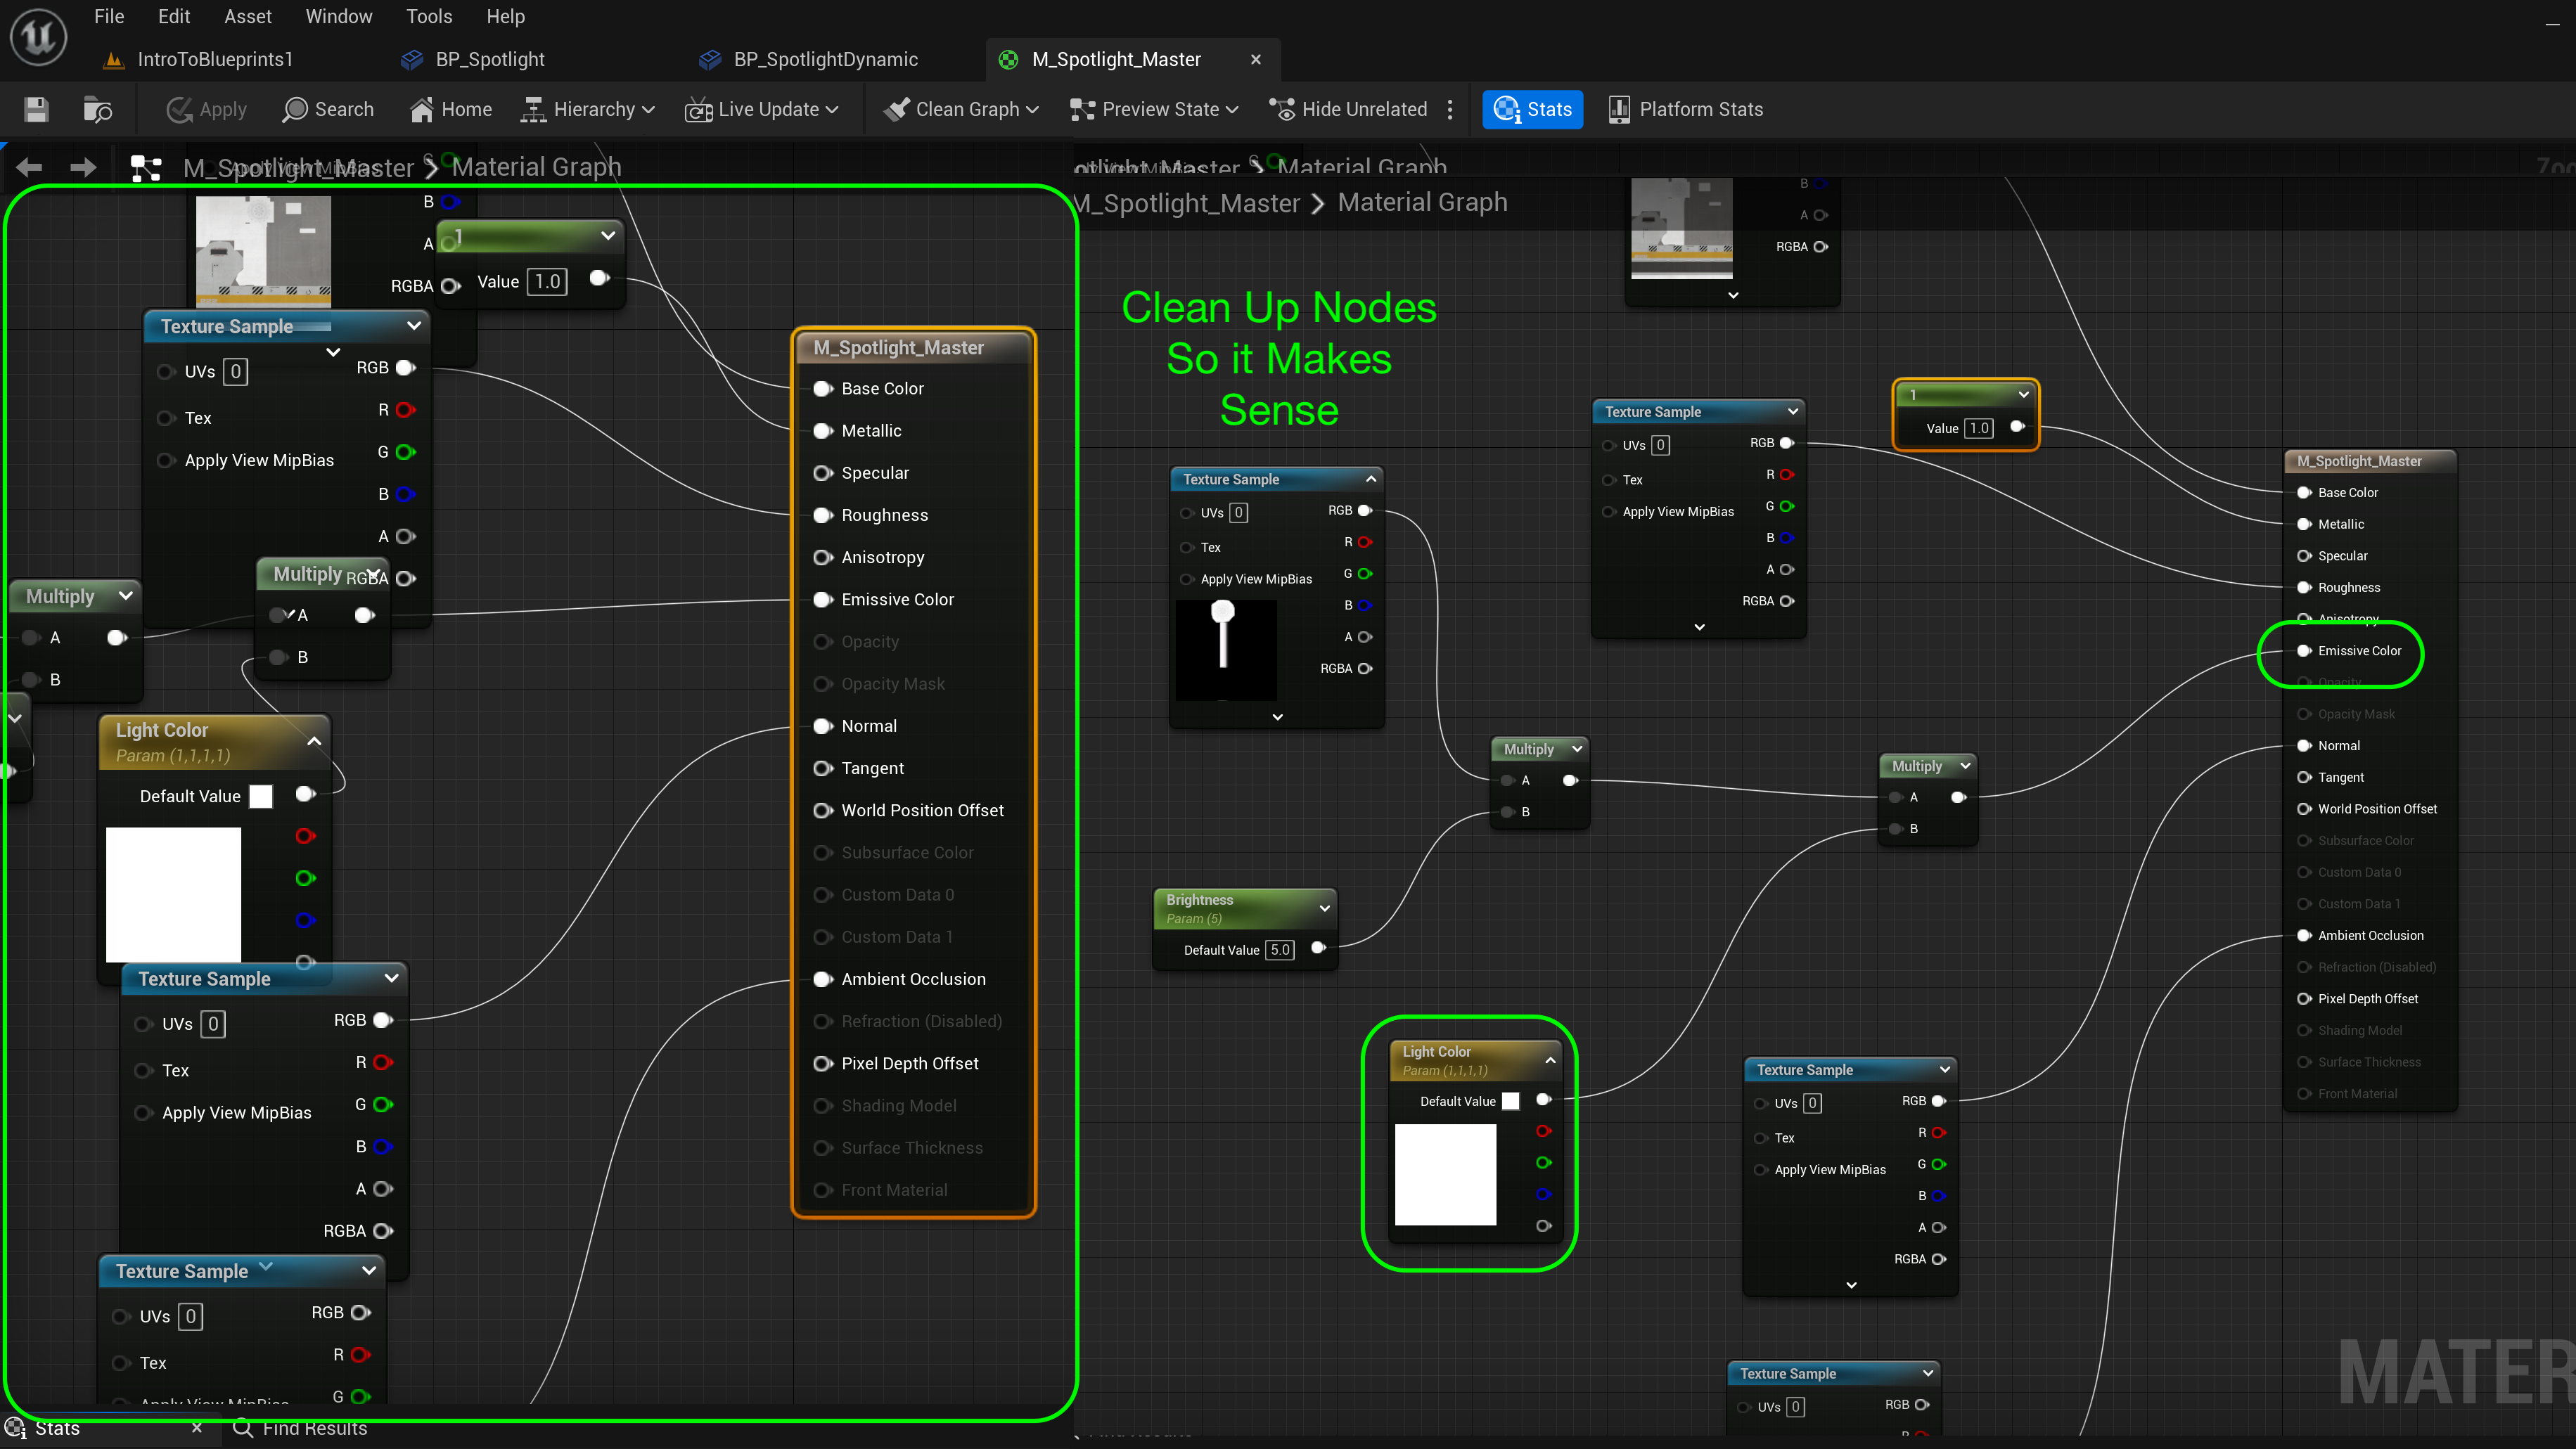 File Edit Asset Window Tools Help
IntroToBlueprints1 BP_Spotlight BP_SpotlightDynamic M_Spotlight_Master
Apply Search Home Hierarchy Live Update Clean Graph Preview State Hide Unrelated Stats Platform Stats
M_Spotlight_Master > Material Graph
B
A
RGBA
1
Value 1.0
Texture Sample
UVs 0 RGB
R
Tex
G
Apply View MipBias
B
A
RGBA
Multiply
A
B
Multiply
A
B
Light Color
Param (1,1,1,1)
Default Value
Texture Sample
UVs 0 RGB
R
Tex
G
Apply View MipBias
B
A
RGBA
Texture Sample
UVs 0 RGB
R
Tex
G
Apply View MipBias
M_Spotlight_Master
Base Color
Metallic
Specular
Roughness
Anisotropy
Emissive Color
Opacity
Opacity Mask
Normal
Tangent
World Position Offset
Subsurface Color
Custom Data 0
Custom Data 1
Ambient Occlusion
Refraction (Disabled)
Pixel Depth Offset
Shading Model
Surface Thickness
Front Material
Stats Find Results
Material Graph
M_Spotlight_Master > Material Graph
B
A
RGBA
Clean Up Nodes
So it Makes
Sense
Texture Sample
UVs 0 RGB
R
Tex
G
Apply View MipBias
B
A
RGBA
Texture Sample
UVs 0 RGB
R
Tex
G
Apply View MipBias
B
A
RGBA
1
Value 1.0
Multiply
A
B
Multiply
A
B
Brightness
Param (5)
Default Value 5.0
Light Color
Param (1,1,1,1)
Default Value
Texture Sample
UVs 0 RGB
R
Tex
G
Apply View MipBias
B
A
RGBA
Texture Sample
UVs 0 RGB
M_Spotlight_Master
Base Color
Metallic
Specular
Roughness
Anisotropy
Emissive Color
Opacity
Opacity Mask
Normal
Tangent
World Position Offset
Subsurface Color
Custom Data 0
Custom Data 1
Ambient Occlusion
Refraction (Disabled)
Pixel Depth Offset
Shading Model
Surface Thickness
Front Material
MATER